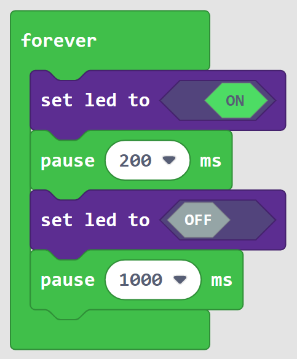 forever
set led to ON
pause 200 ms
set led to OFF
pause 1000 ms